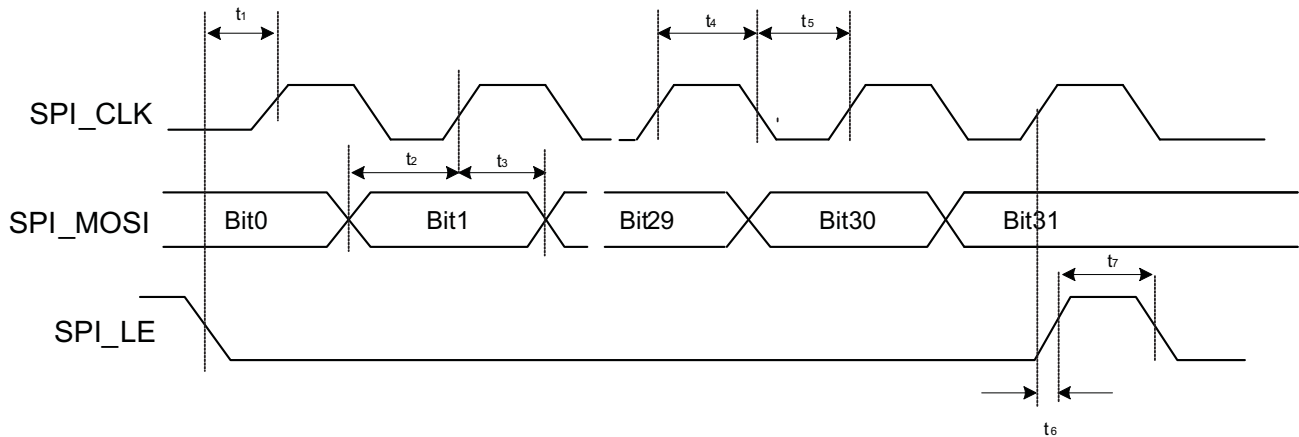 t1 t4 t5
SPI_CLK
t2 t3
SPI_MOSI Bit0 Bit1 Bit29 Bit30 Bit31
t7
SPI_LE
t6